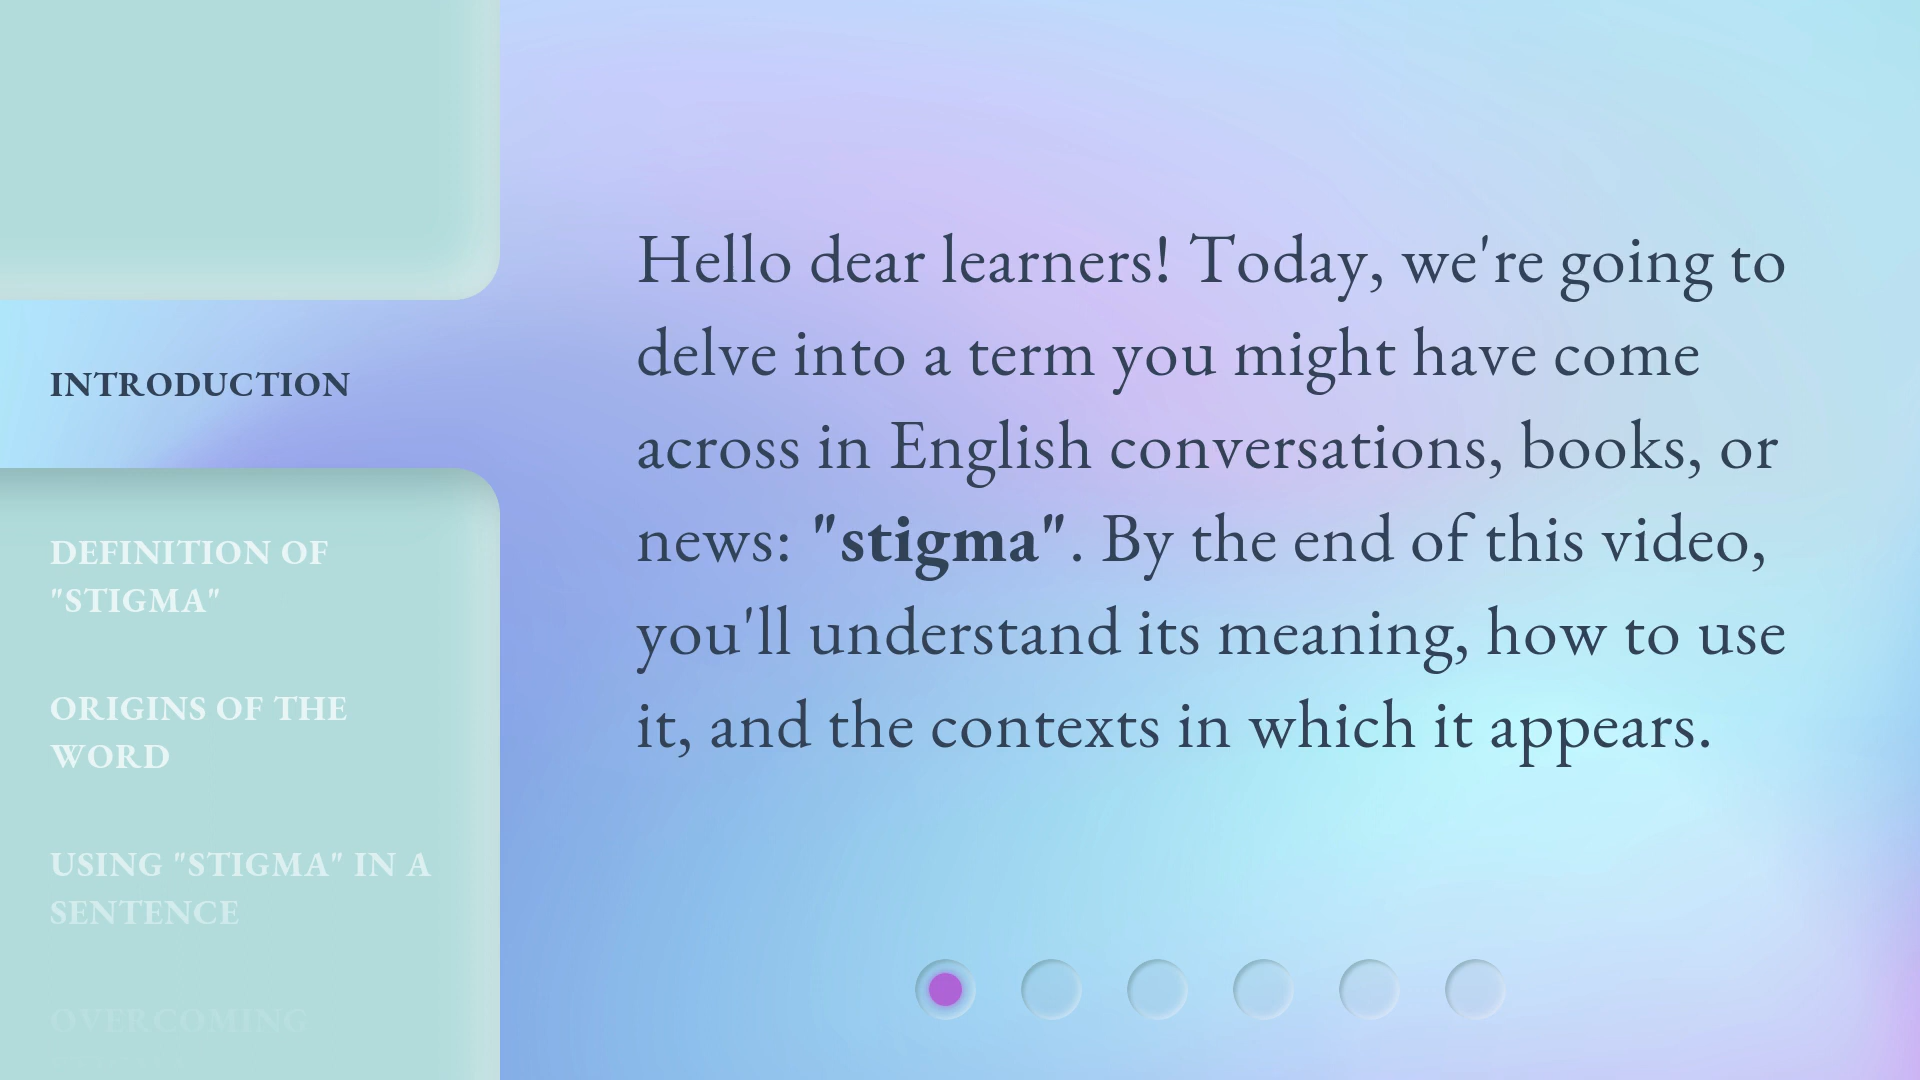 INTRODUCTION
DEFINITION OF
"STIGMA"
ORIGINS OF THE
WORD
USING "STIGMA" IN A
SENTENCE
OVERCOMING
Hello dear learners! Today, we're going to
delve into a term you might have come
across in English conversations, books, or
news: "stigma". By the end of this video,
you'll understand its meaning, how to use
it, and the contexts in which it appears.